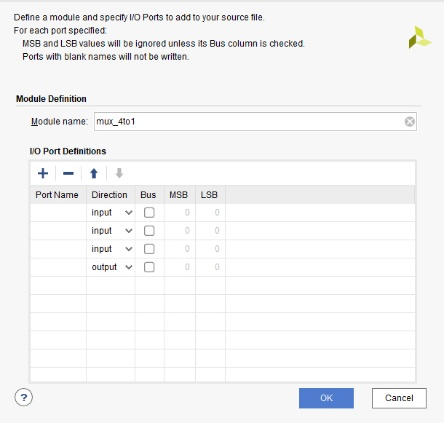 Define a module and specify I/O Ports to add to your source file.
For each port specified:
MSB and LSB values will be ignored unless its Bus column is checked.
Ports with blank names will not be written.
Module Definition
Module name: mux_4to1
I/O Port Definitions
Port Name Direction Bus MSB LSB
input 0 0
input 0 0
input 0 0
output 0 0
? OK Cancel